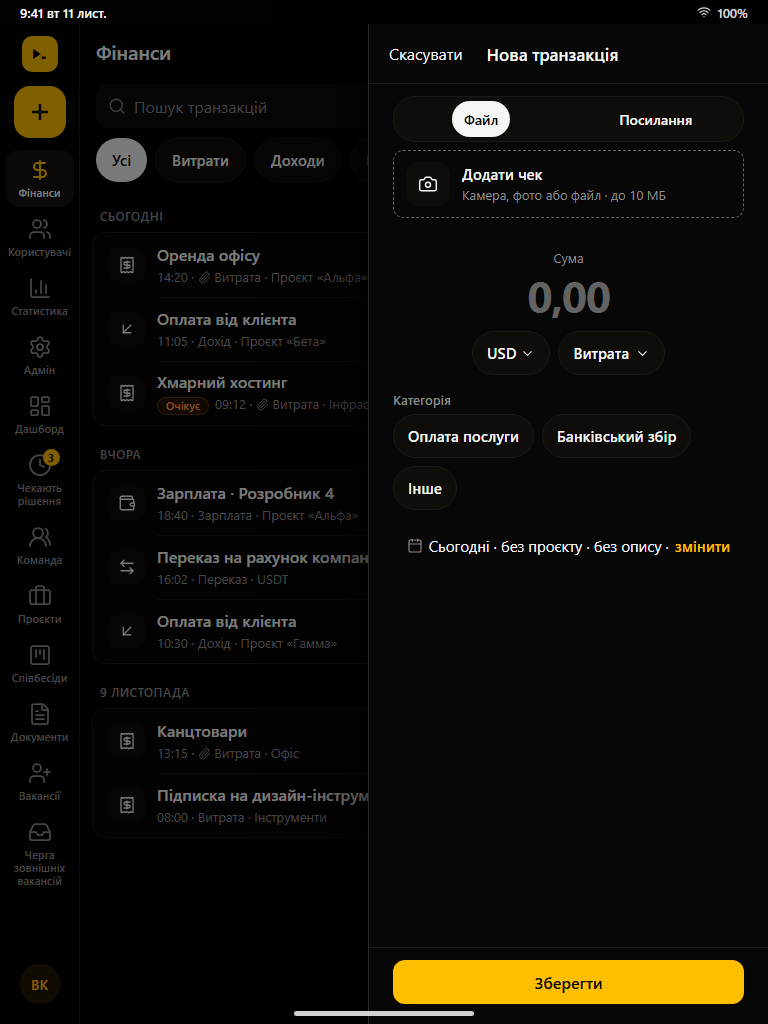 9:41 вт 11 лист.
100%
Фінанси
Користувачі
Статистика
Адмін
Дашборд
3
Чекають
рішення
Команда
Проєкти
Співбесіди
Документи
Вакансії
Черга
зовнішніх
вакансій
ВК
Фінанси
Пошук транзакцій
Усі
Витрати
Доходи
СЬОГОДНІ
Оренда офісу
14:20 · Витрата · Проєкт «Альфа»
Оплата від клієнта
11:05 · Дохід · Проєкт «Бета»
Хмарний хостинг
Очікує 09:12 · Витрата · Інфрас
ВЧОРА
Зарплата · Розробник 4
18:40 · Зарплата · Проєкт «Альфа»
Переказ на рахунок компан
16:02 · Переказ · USDT
Оплата від клієнта
10:30 · Дохід · Проєкт «Гамма»
9 ЛИСТОПАДА
Канцтовари
13:15 · Витрата · Офіс
Підписка на дизайн-інструм
08:00 · Витрата · Інструменти
Скасувати
Нова транзакція
Файл
Посилання
Додати чек
Камера, фото або файл · до 10 МБ
Сума
0,00
USD
Витрата
Категорія
Оплата послуги
Банківський збір
Інше
Сьогодні · без проєкту · без опису · змінити
Зберегти